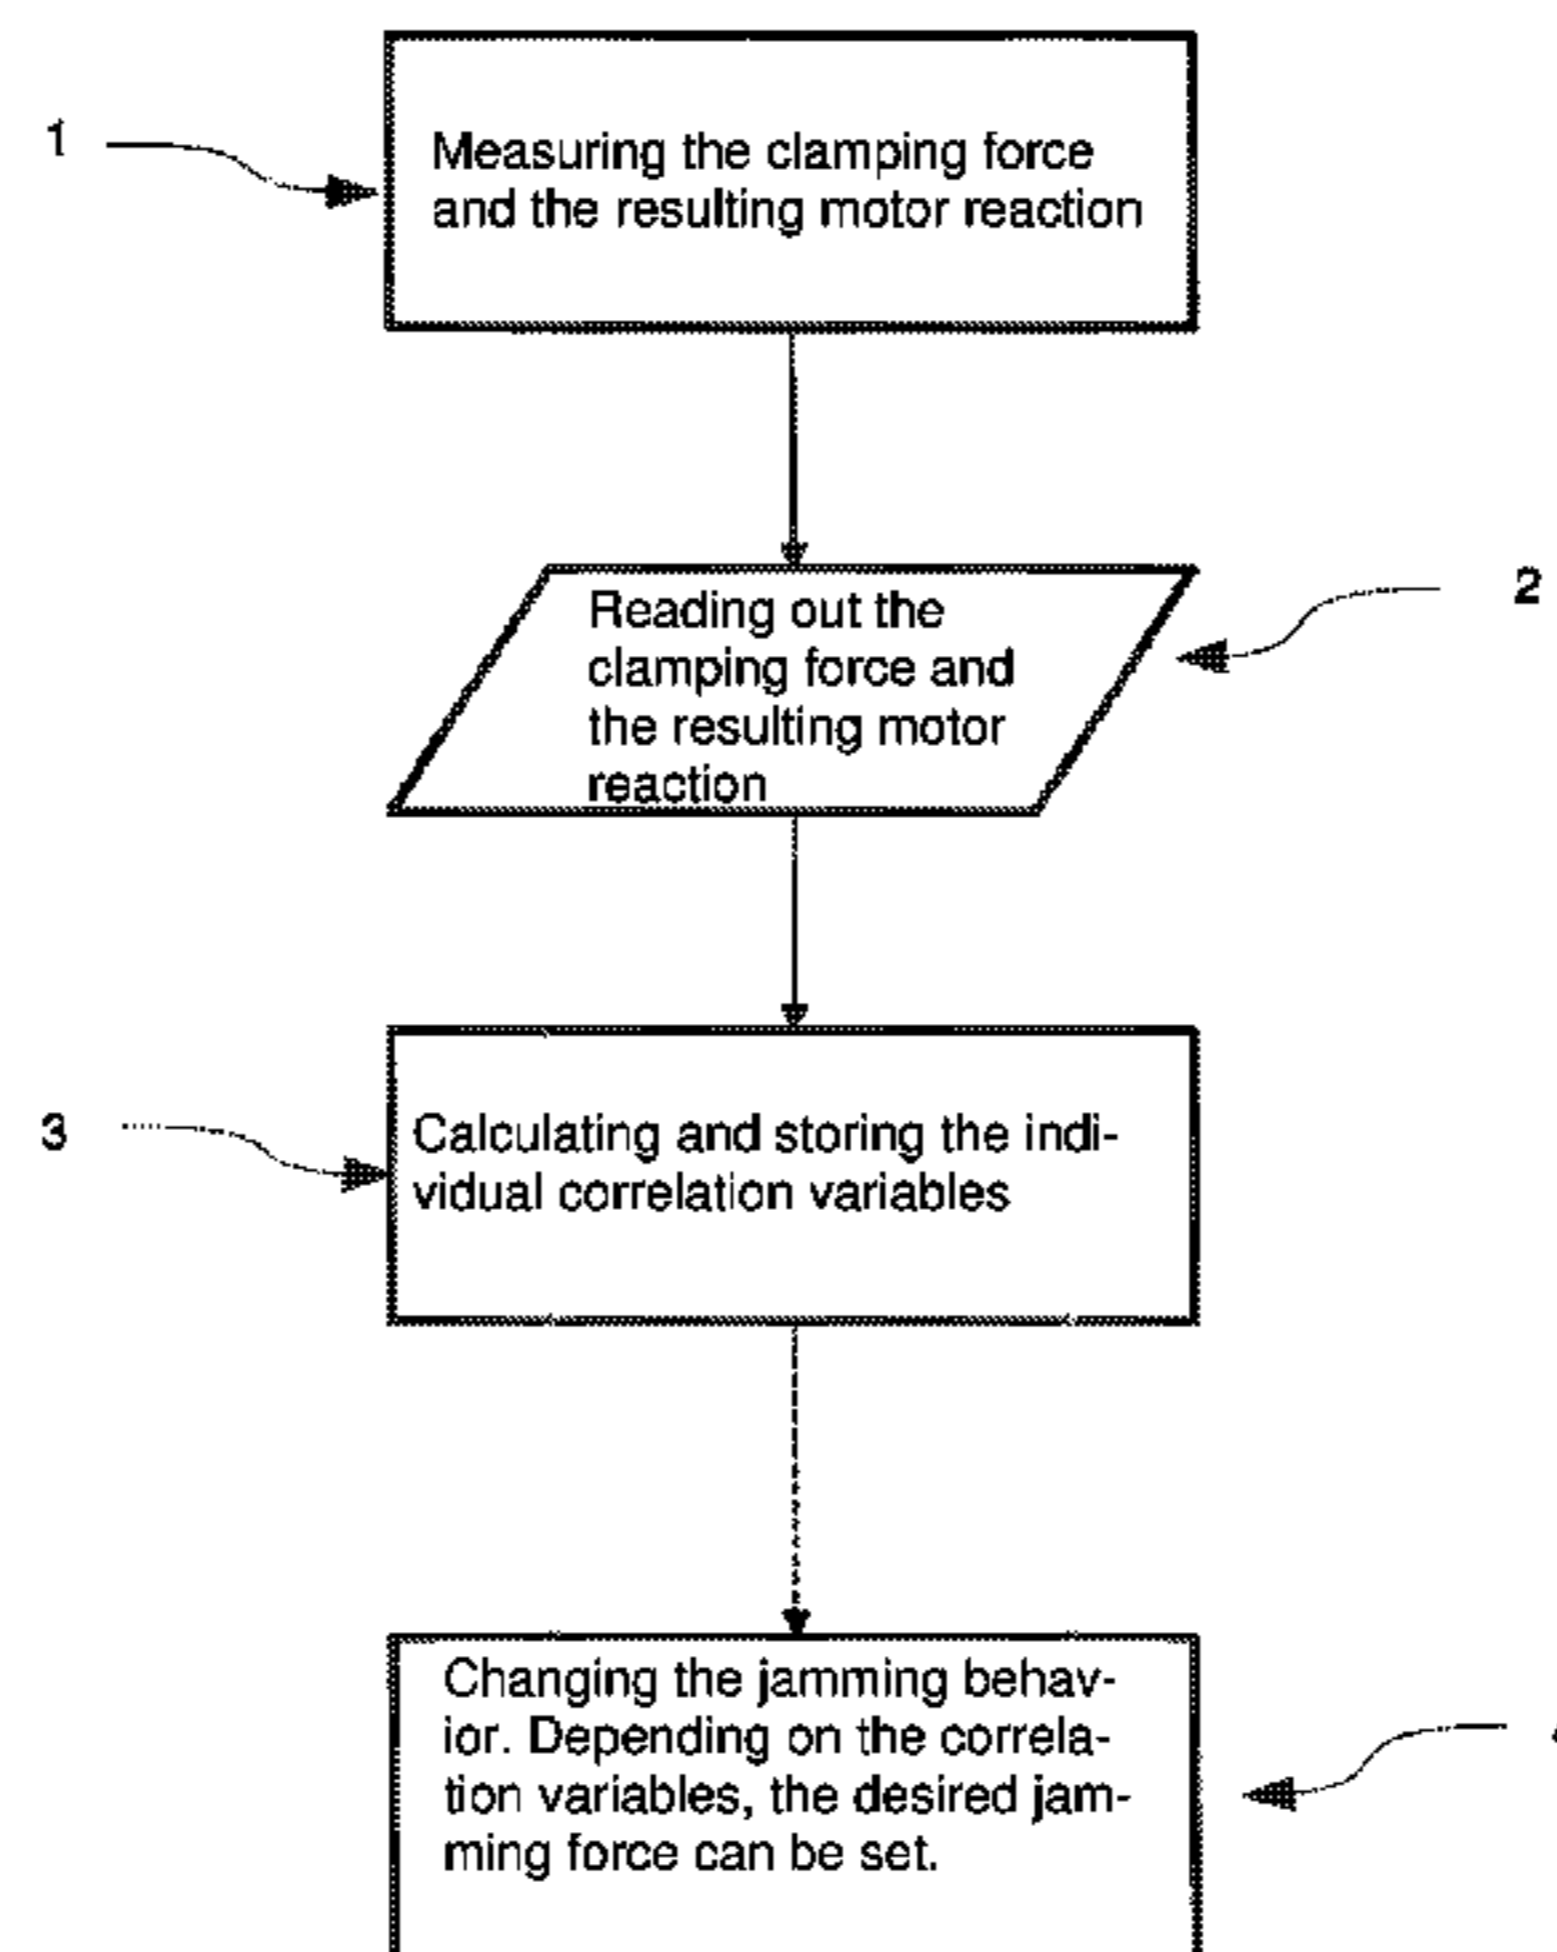 1
Measuring the clamping force
and the resulting motor reaction
2
Reading out the
clamping force and
the resulting motor
reaction
3
Calculating and storing the indi-
vidual correlation variables
Changing the jamming behav-
ior. Depending on the correla-
tion variables, the desired jam-
ming force can be set.